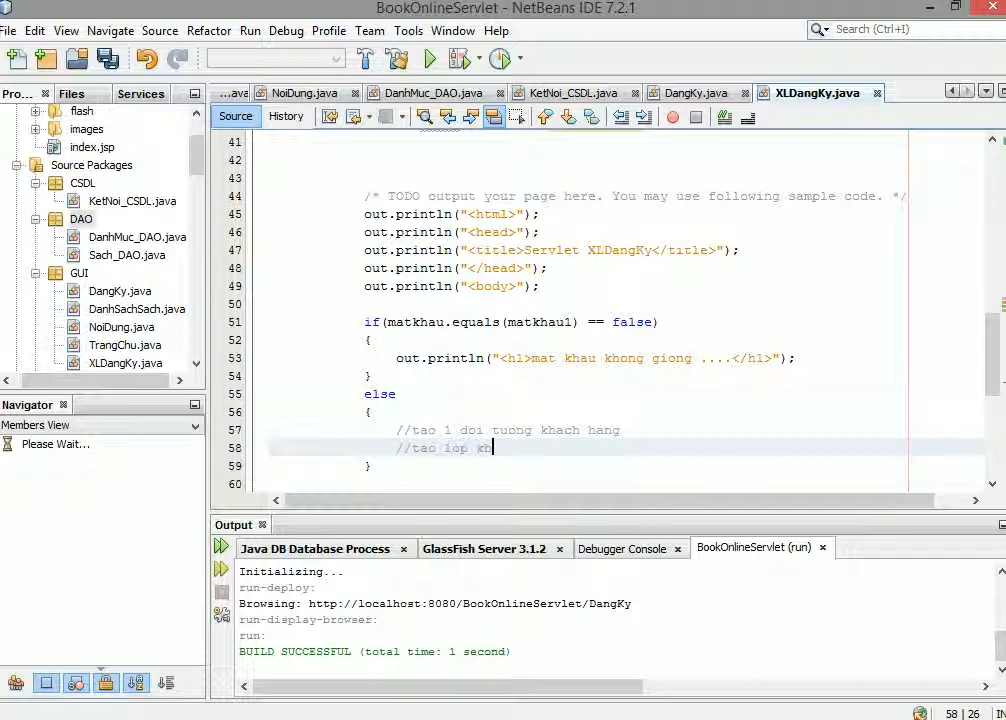 BookOnlineServlet - NetBeans IDE 7.2.1
File Edit View Navigate Source Refactor Run Debug Profile Team Tools Window Help
Search (Ctrl+I)
Pro... Files Services
...ava NoiDung.java DanhMuc_DAO.java KetNoi_CSDL.java DangKy.java XLDangKy.java
Source History
flash
images
index.jsp
Source Packages
CSDL
KetNoi_CSDL.java
DAO
DanhMuc_DAO.java
Sach_DAO.java
GUI
DangKy.java
DanhSachSach.java
NoiDung.java
TrangChu.java
XLDangKy.java
Navigator
Members View
Please Wait...
41
42
43
44 /* TODO output your page here. You may use following sample code. */
45 out.println("<html>");
46 out.println("<head>");
47 out.println("<title>Servlet XLDangKy</title>");
48 out.println("</head>");
49 out.println("<body>");
50
51 if(matkhau.equals(matkhau1) == false)
52 {
53 out.println("<h1>mat khau khong giong ....</h1>");
54 }
55 else
56 {
57 //tao 1 doi tuong khach hang
58 //tao lop kh
59 }
60
Output
Java DB Database Process GlassFish Server 3.1.2 Debugger Console BookOnlineServlet (run)
Initializing...
run-deploy:
Browsing: http://localhost:8080/BookOnlineServlet/DangKy
run-display-browser:
run:
BUILD SUCCESSFUL (total time: 1 second)
58 | 26 IN